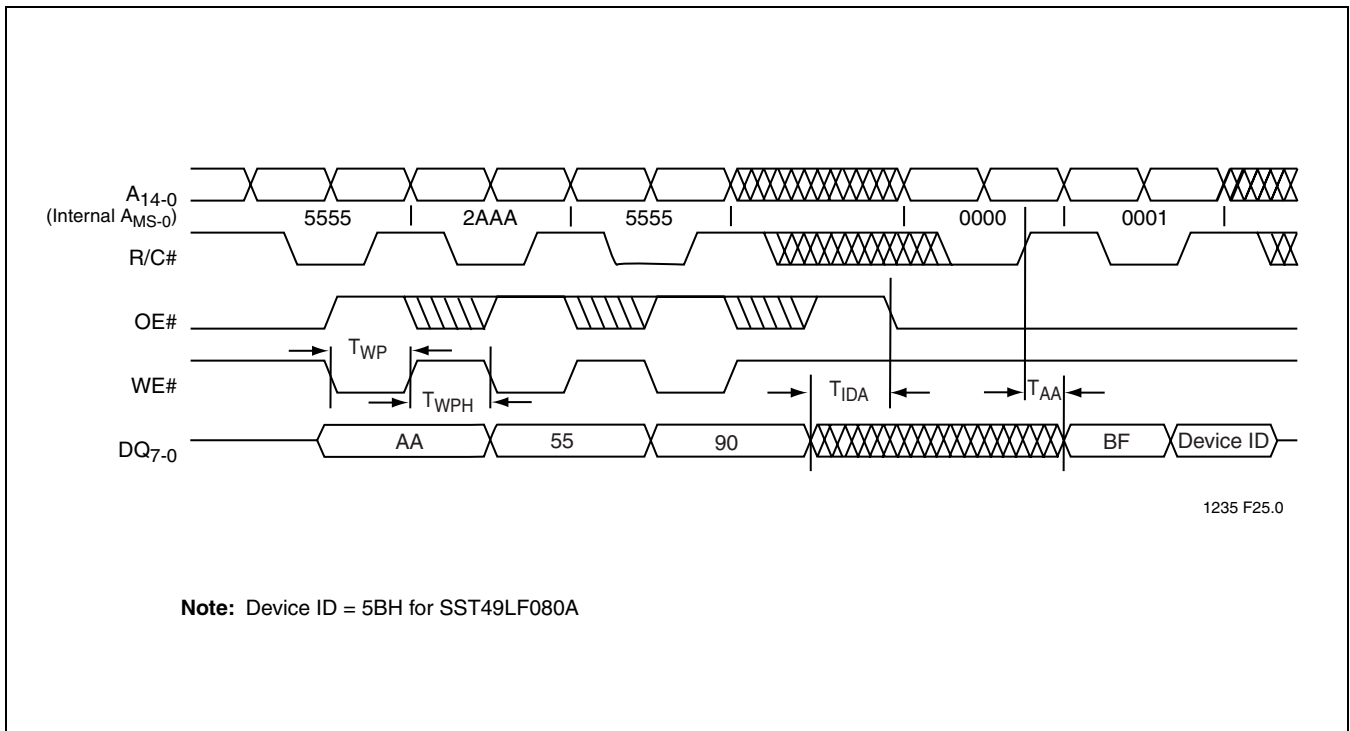 A14-0
(Internal AMS-0)
5555 2AAA 5555 0000 0001
R/C#
OE#
TWP
WE#
TWPH TIDA TAA
DQ7-0 AA 55 90 BF Device ID
1235 F25.0
Note: Device ID = 5BH for SST49LF080A